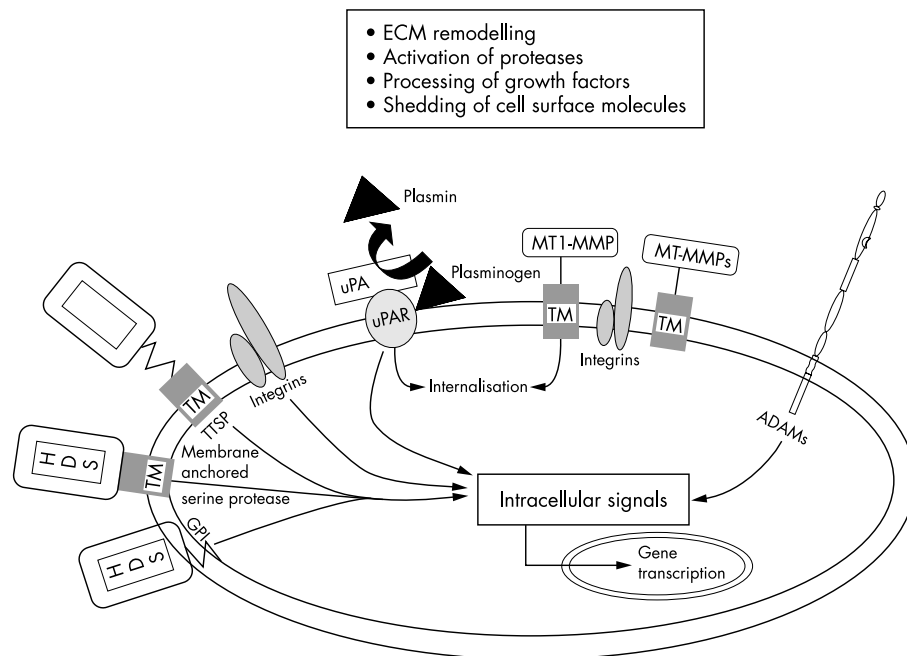 • ECM remodelling
• Activation of proteases
• Processing of growth factors
• Shedding of cell surface molecules
Plasmin
uPA
Plasminogen
uPAR
MT1-MMP
TM
MT-MMPs
TM
Integrins
Internalisation
Integrins
TM
TTSP
HDS
TM
Membrane
anchored
serine protease
GPI
HDS
ADAMs
Intracellular signals
Gene
transcription